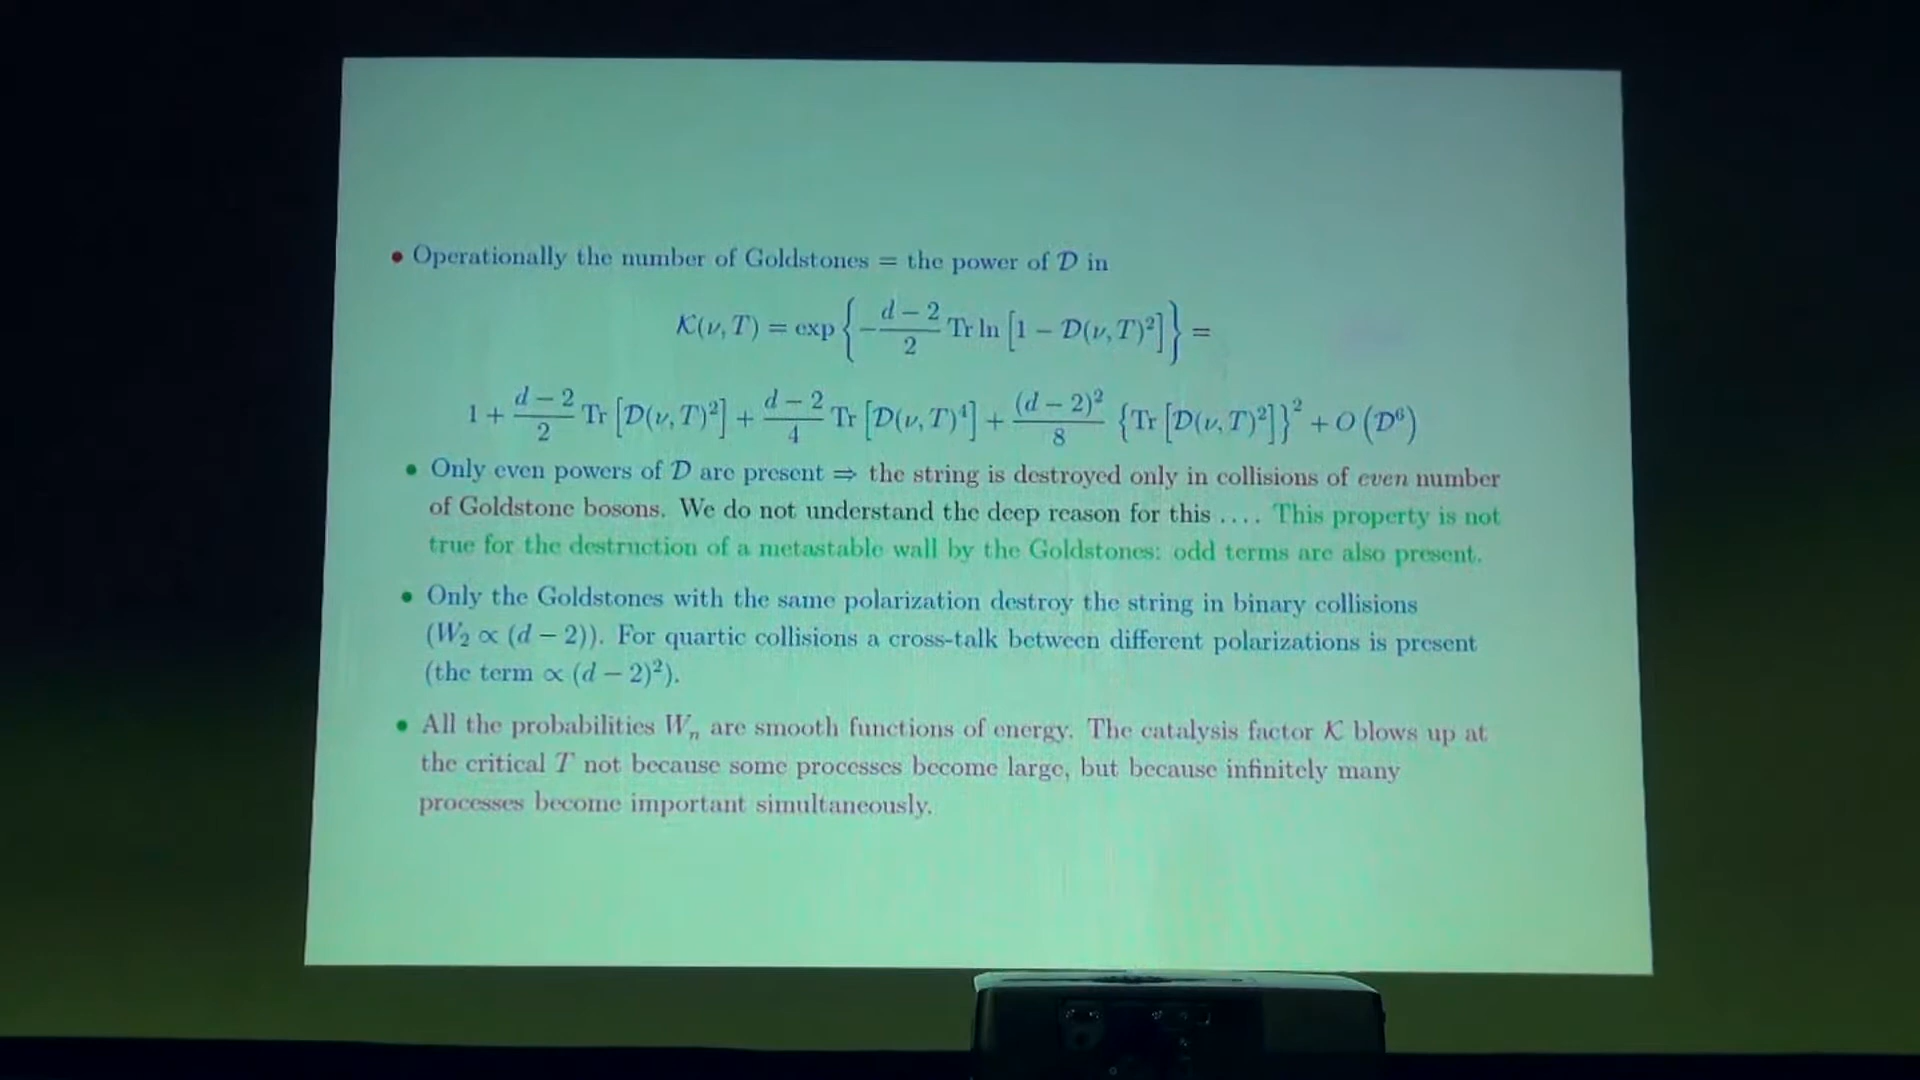 • Operationally the number of Goldstones = the power of 𝒟 in
𝒦(ν, T) = exp { − (d − 2)/2 Tr ln [1 − 𝒟(ν, T)²] } =
1 + (d − 2)/2 Tr [𝒟(ν, T)²] + (d − 2)/4 Tr [𝒟(ν, T)⁴] + (d − 2)²/8 {Tr [𝒟(ν, T)²]}² + O (𝒟⁶)
• Only even powers of 𝒟 are present ⇒ the string is destroyed only in collisions of even number
of Goldstone bosons. We do not understand the deep reason for this .... This property is not
true for the destruction of a metastable wall by the Goldstones: odd terms are also present.
• Only the Goldstones with the same polarization destroy the string in binary collisions
(W₂ ∝ (d − 2)). For quartic collisions a cross-talk between different polarizations is present
(the term ∝ (d − 2)²).
• All the probabilities Wₙ are smooth functions of energy. The catalysis factor 𝒦 blows up at
the critical T not because some processes become large, but because infinitely many
processes become important simultaneously.